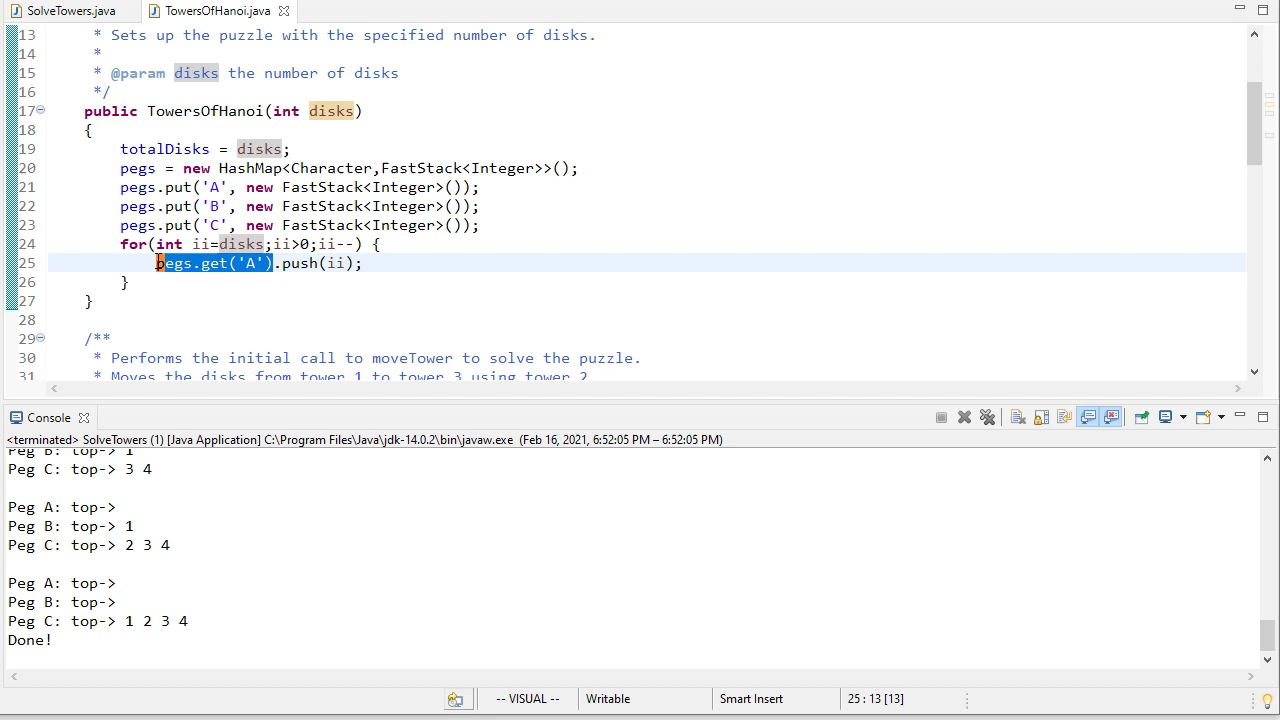 SolveTowers.java
TowersOfHanoi.java
13 * Sets up the puzzle with the specified number of disks.
14 *
15 * @param disks the number of disks
16 */
17 public TowersOfHanoi(int disks)
18 {
19 totalDisks = disks;
20 pegs = new HashMap<Character,FastStack<Integer>>();
21 pegs.put('A', new FastStack<Integer>());
22 pegs.put('B', new FastStack<Integer>());
23 pegs.put('C', new FastStack<Integer>());
24 for(int ii=disks;ii>0;ii--) {
25 pegs.get('A').push(ii);
26 }
27 }
28
29 /**
30 * Performs the initial call to moveTower to solve the puzzle.
31 * Moves the disks from tower 1 to tower 3 using tower 2
Console
<terminated> SolveTowers (1) [Java Application] C:\Program Files\Java\jdk-14.0.2\bin\javaw.exe (Feb 16, 2021, 6:52:05 PM – 6:52:05 PM)
Peg B: top-> 1
Peg C: top-> 3 4
Peg A: top->
Peg B: top-> 1
Peg C: top-> 2 3 4
Peg A: top->
Peg B: top->
Peg C: top-> 1 2 3 4
Done!
-- VISUAL --
Writable
Smart Insert
25 : 13 [13]